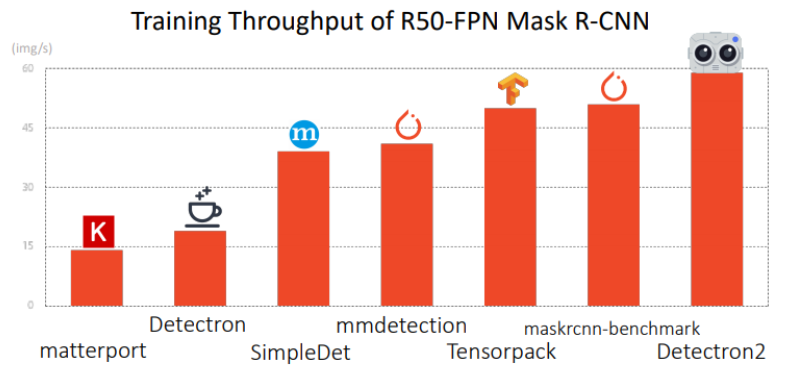 Training Throughput of R50-FPN Mask R-CNN
(img/s)
60
45
30
15
0
K
m
matterport
Detectron
SimpleDet
mmdetection
Tensorpack
maskrcnn-benchmark
Detectron2